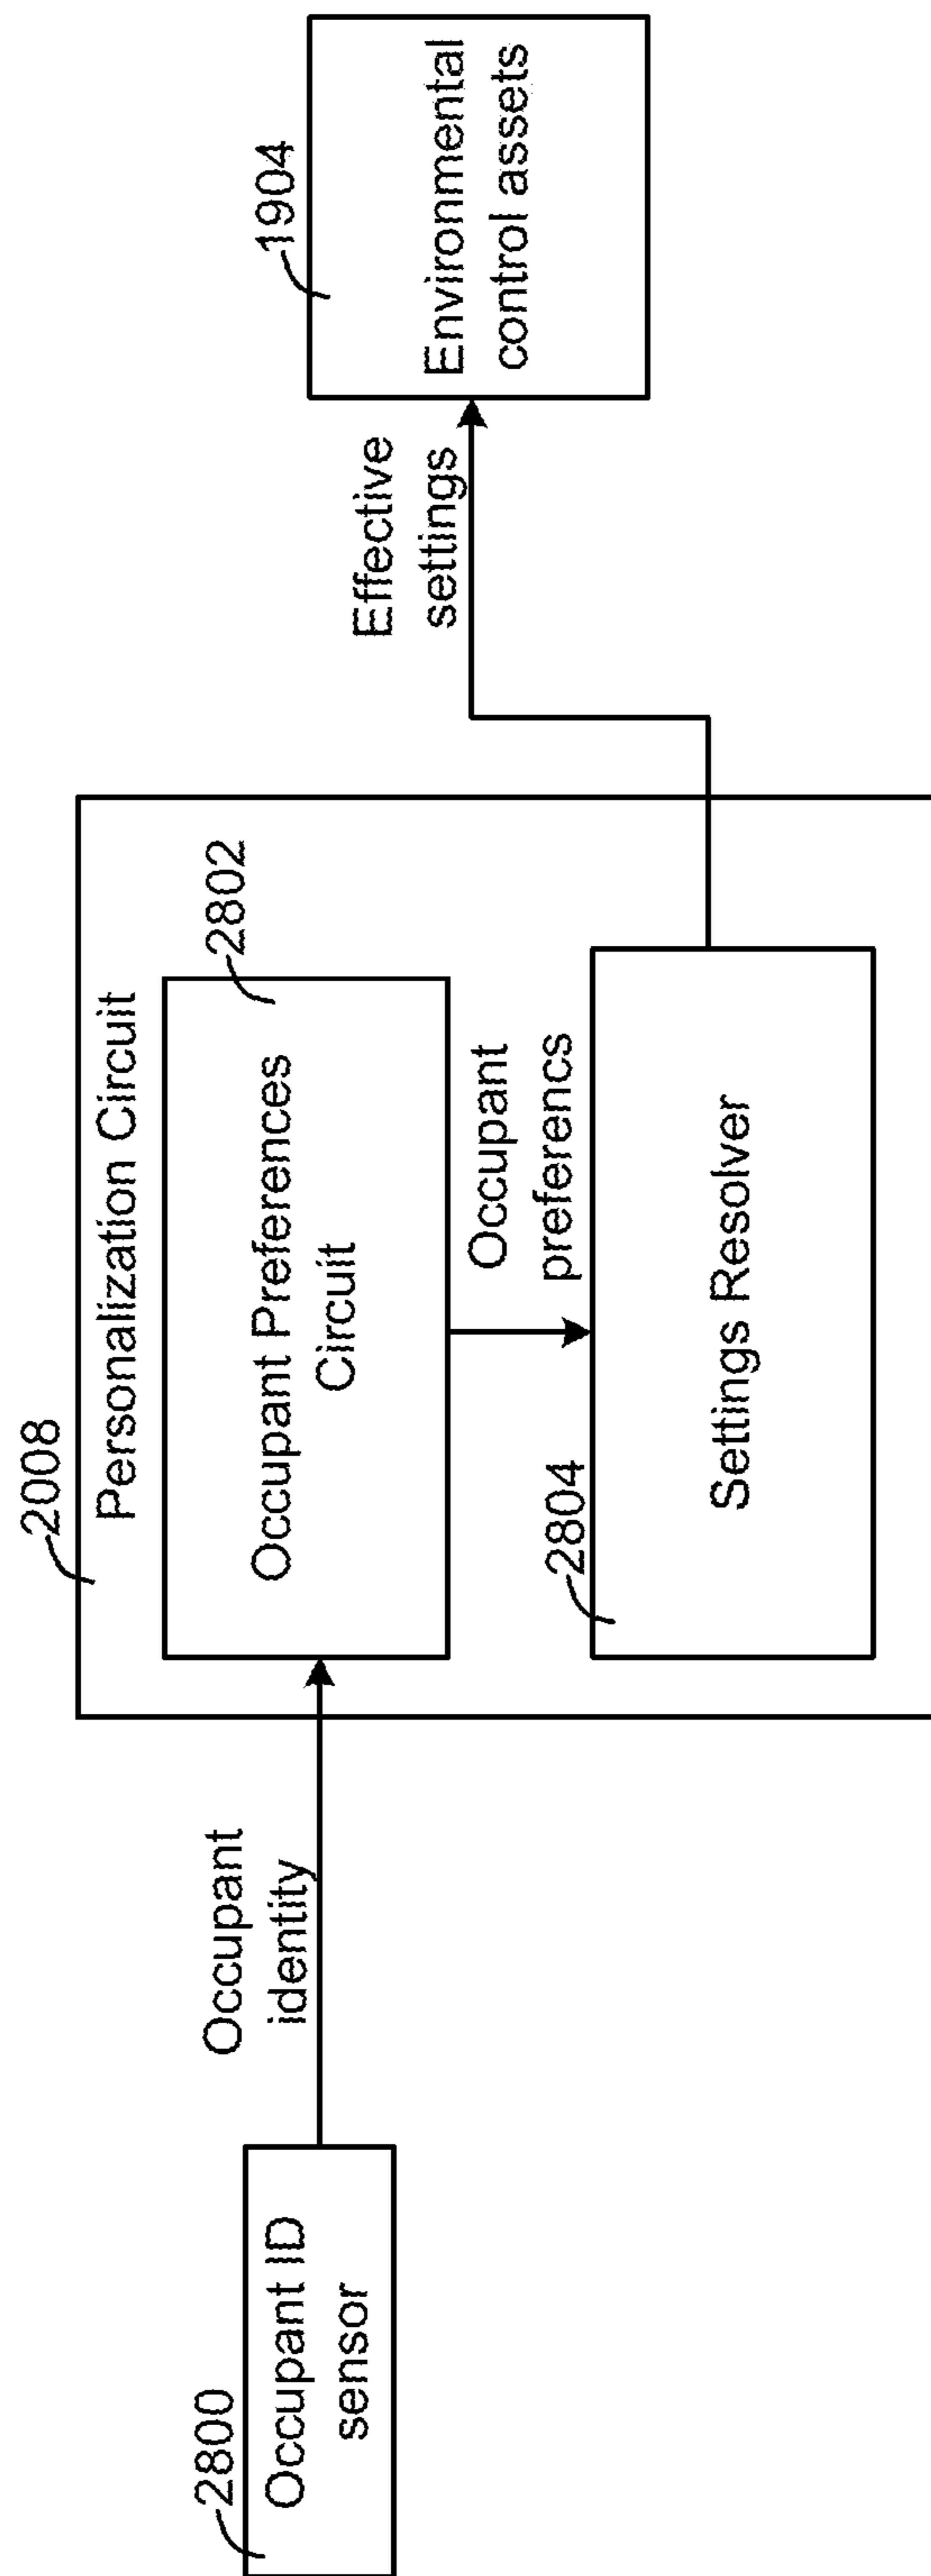 2008
Personalization Circuit
2800
Occupant ID
sensor
Occupant
identity
Occupant Preferences
Circuit
2802
Occupant
preferencs
2804
Settings Resolver
Effective
settings
1904
Environmental
control assets